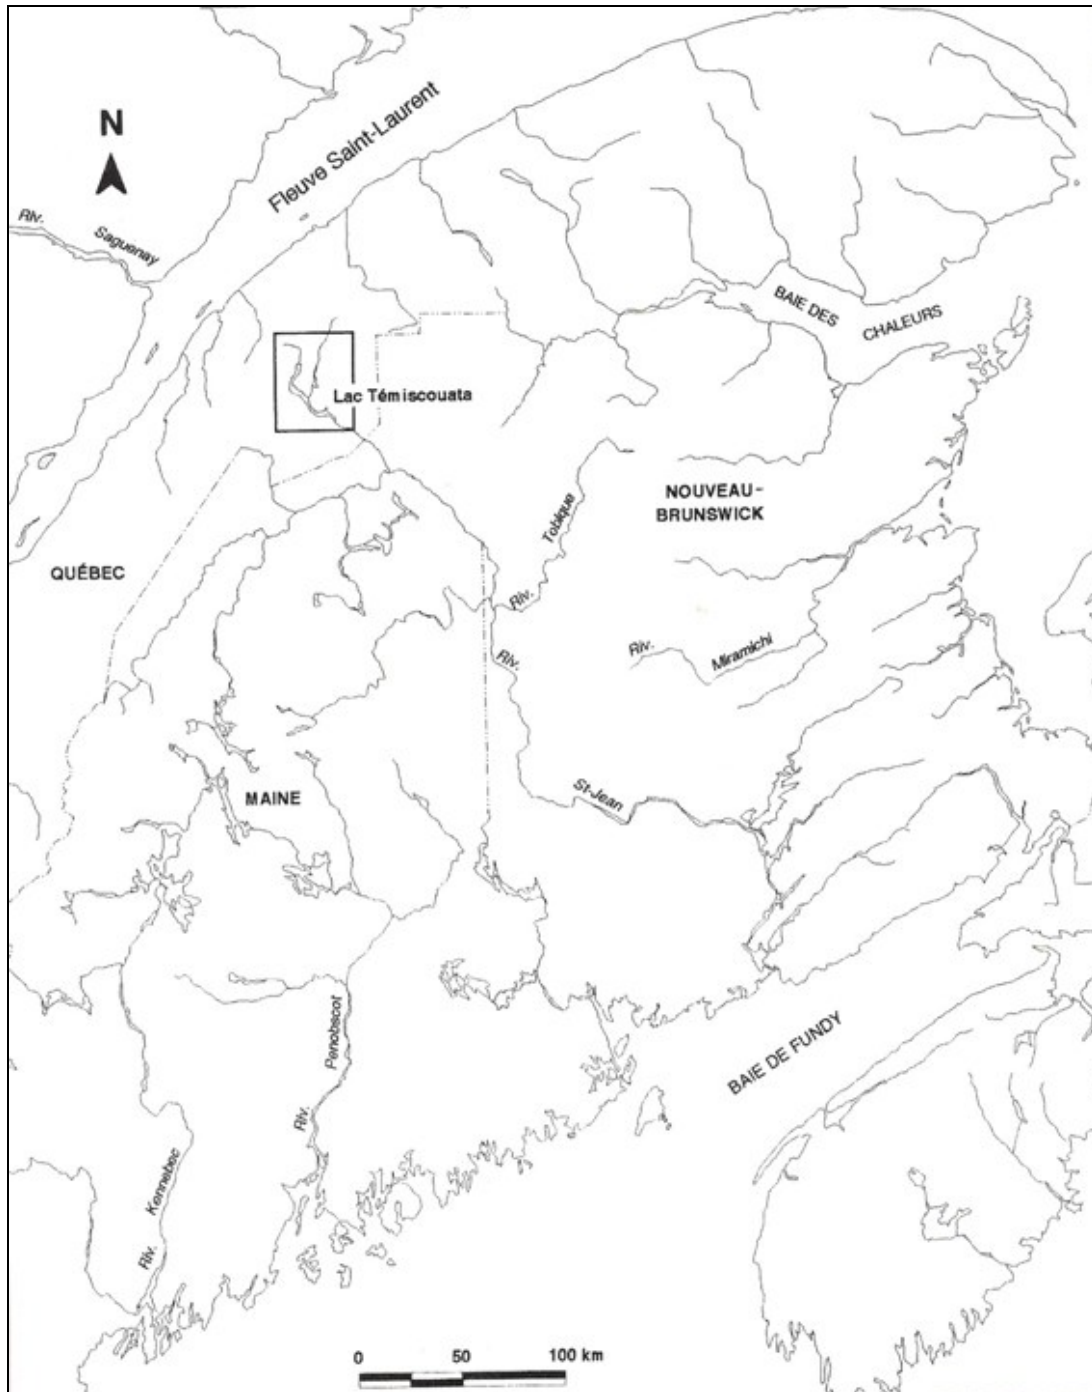 N
Fleuve Saint-Laurent
Riv.
Saguenay
BAIE DES
CHALEURS
Lac Témiscouata
NOUVEAU-
BRUNSWICK
Tobique
Riv.
QUÉBEC
Riv.
Riv.
Miramichi
St-Jean
MAINE
Penobscot
Riv.
BAIE DE FUNDY
Kennebec
Riv.
0 50 100 km